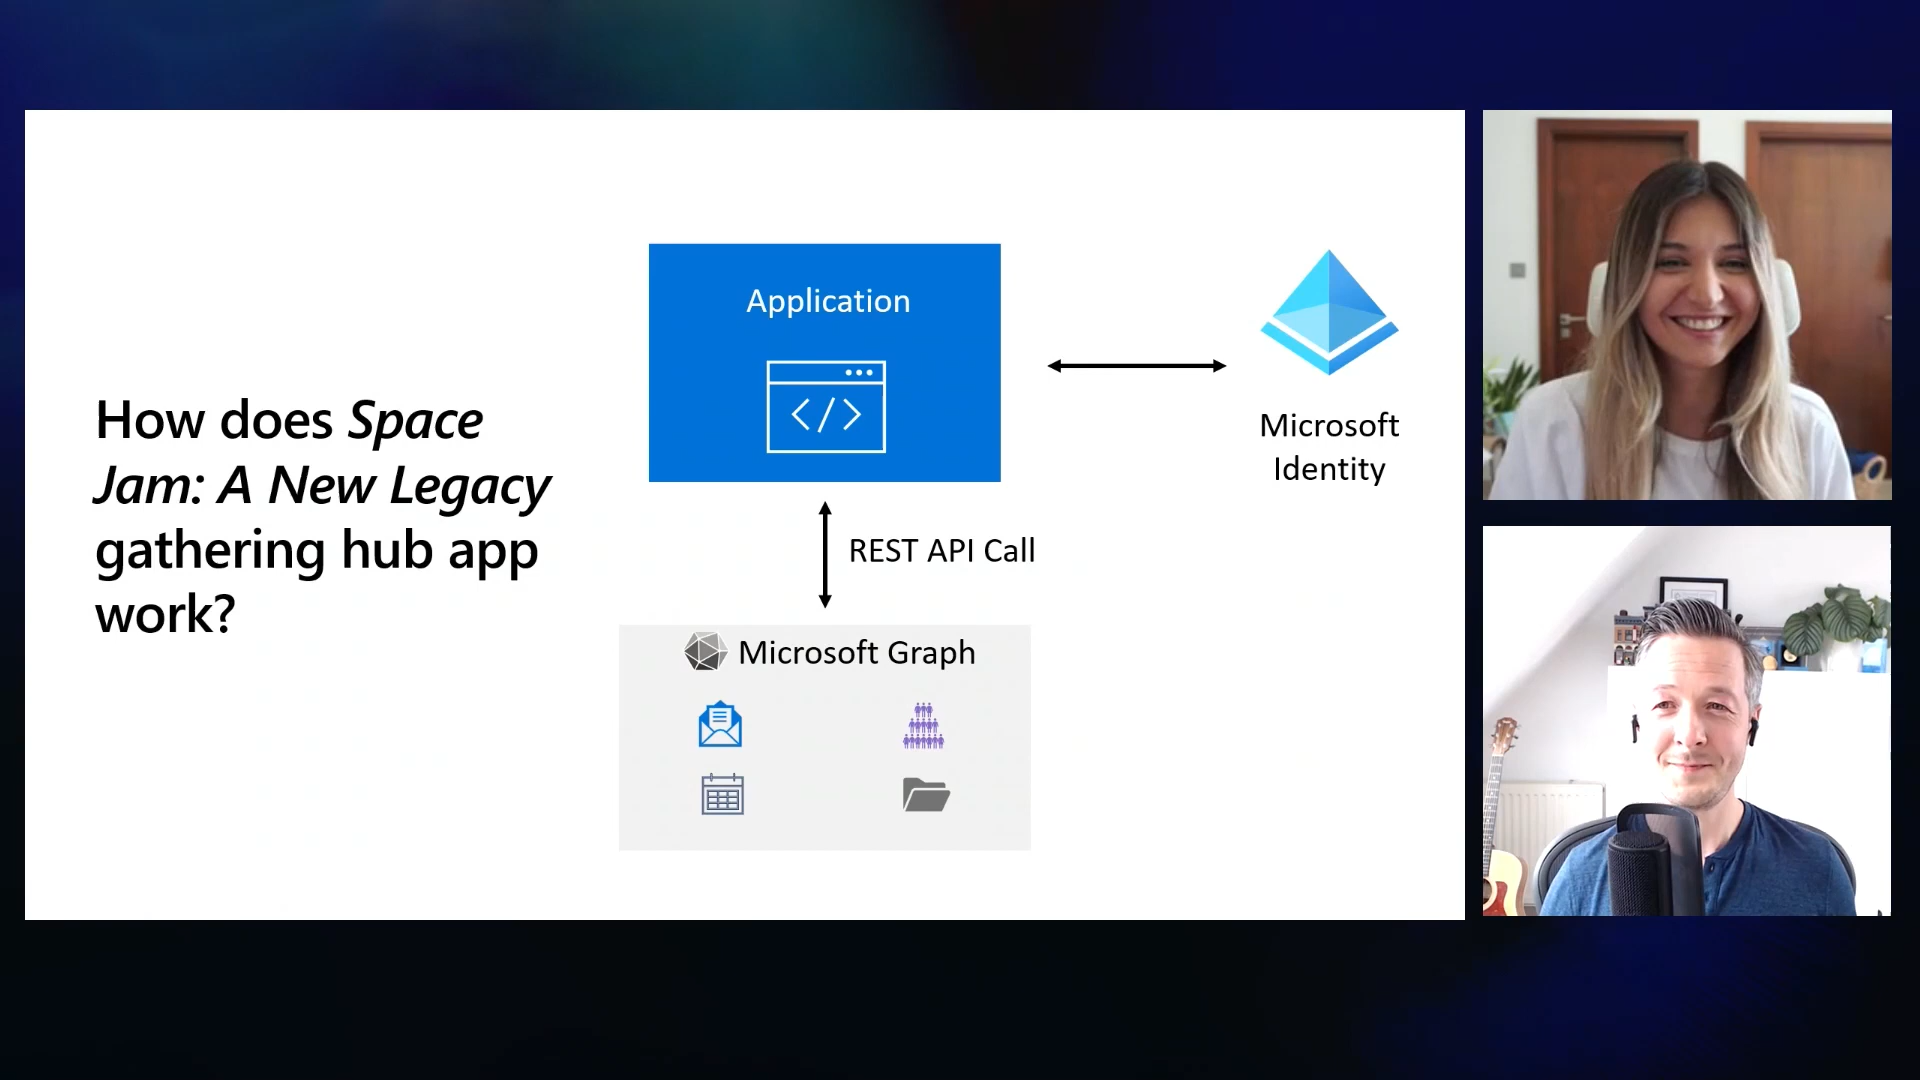 How does Space
Jam: A New Legacy
gathering hub app
work?
Application
</>
Microsoft
Identity
REST API Call
Microsoft Graph